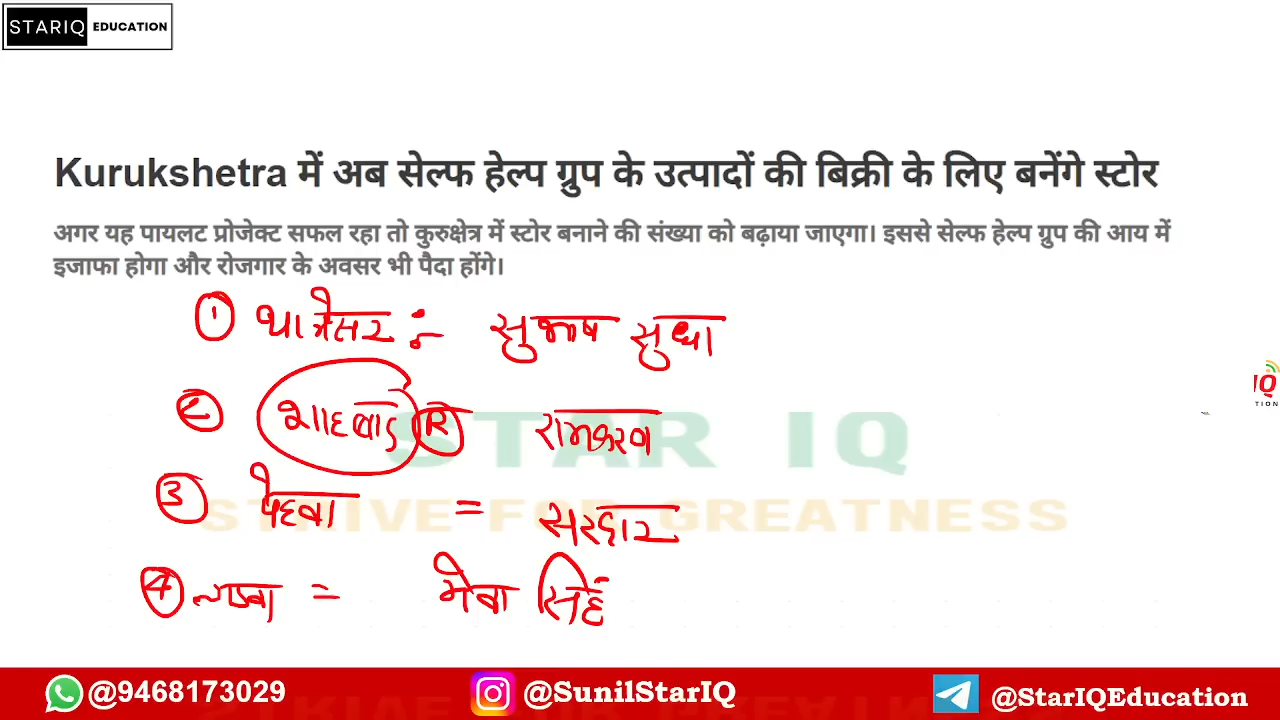 STARIQ EDUCATION
Kurukshetra में अब सेल्फ हेल्प ग्रुप के उत्पादों की बिक्री के लिए बनेंगे स्टोर
अगर यह पायलट प्रोजेक्ट सफल रहा तो कुरुक्षेत्र में स्टोर बनाने की संख्या को बढ़ाया जाएगा। इससे सेल्फ हेल्प ग्रुप की आय में
इजाफा होगा और रोजगार के अवसर भी पैदा होंगे।
① थानेसर :- सुभाष सुधा
② शाहबाद R रामकरण
IQ
TION
STAR IQ
③ पेहवा = सरदार
STRIVE FOR GREATNESS
④ लाडवा = मेवा सिंह
@9468173029 @SunilStarIQ @StarIQEducation